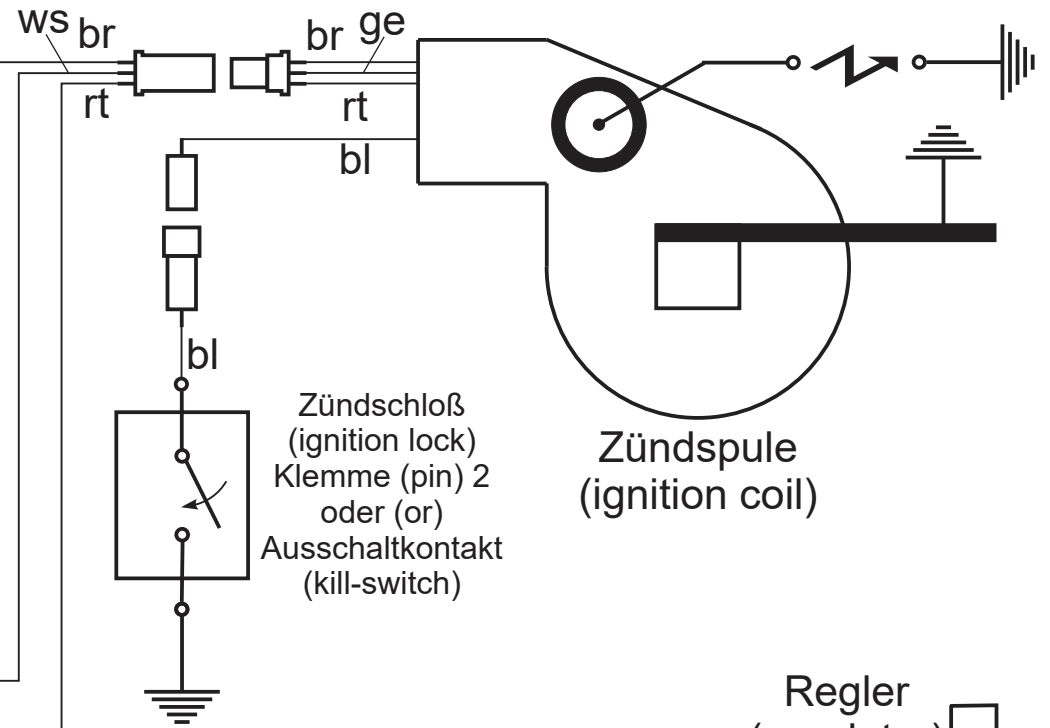 ws br
br ge
rt
rt
bl
bl
Zündschloß
(ignition lock)
Klemme (pin) 2
oder (or)
Ausschaltkontakt
(kill-switch)
Zündspule
(ignition coil)
Regler